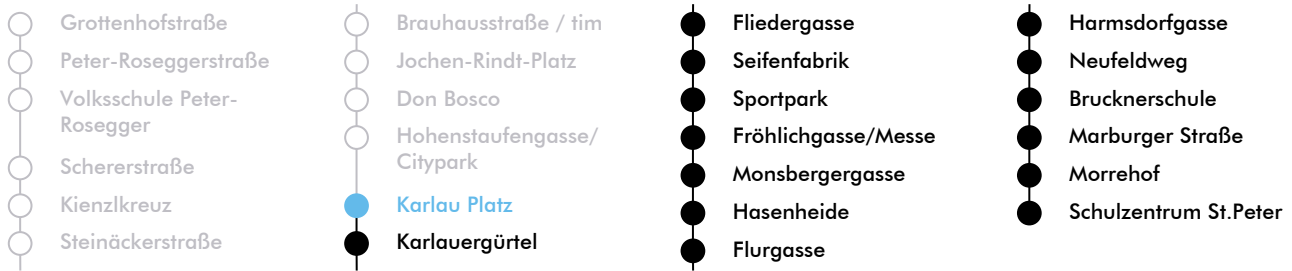 Grottenhofstraße
Peter-Roseggerstraße
Volksschule Peter-
Rosegger
Schererstraße
Kienzlkreuz
Steinäckerstraße
Brauhausstraße / tim
Jochen-Rindt-Platz
Don Bosco
Hohenstaufengasse/
Citypark
Karlau Platz
Karlauergürtel
Fliedergasse
Seifenfabrik
Sportpark
Fröhlichgasse/Messe
Monsbergergasse
Hasenheide
Flurgasse
Harmsdorfgasse
Neufeldweg
Brucknerschule
Marburger Straße
Morrehof
Schulzentrum St.Peter